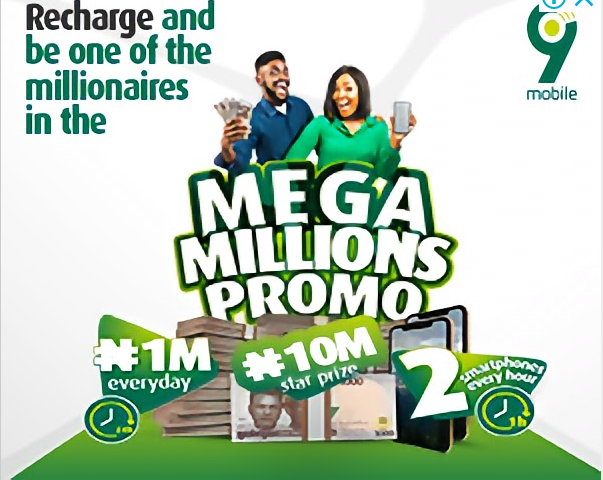 Recharge and
be one of the
millionaires
in the
9
mobile
MEGA
MILLIONS
PROMO
₦1M
everyday
₦10M
star prize
2
smartphones
every hour
1h